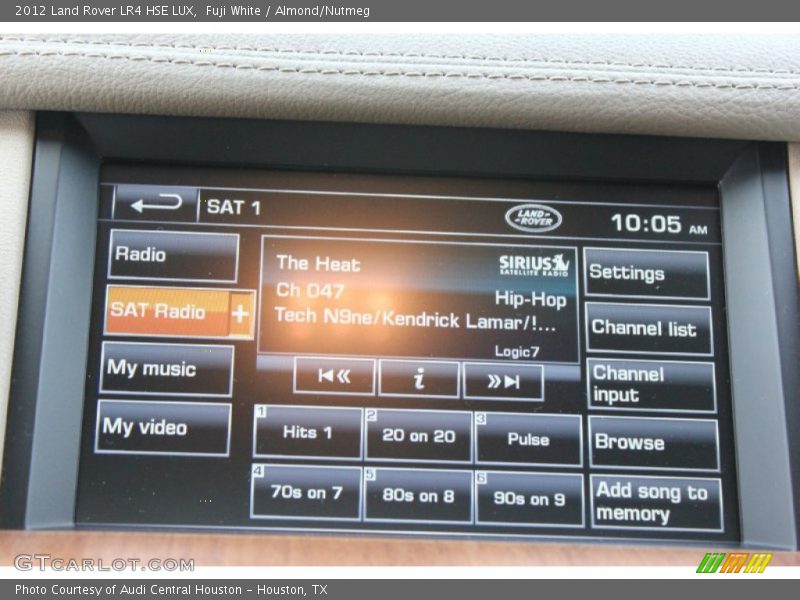 2012 Land Rover LR4 HSE LUX,  Fuji White / Almond/Nutmeg
SAT 1
LAND-
-ROVER
10:05 AM
Radio
SAT Radio +
My music
My video
The Heat
SIRIUS
SATELLITE RADIO
Ch 047
Hip-Hop
Tech N9ne/Kendrick Lamar/!...
Logic7
i
1 Hits 1
2 20 on 20
3 Pulse
4 70s on 7
5 80s on 8
6 90s on 9
Settings
Channel list
Channel
input
Browse
Add song to
memory
GTCARLOT.COM
Photo Courtesy of Audi Central Houston - Houston, TX